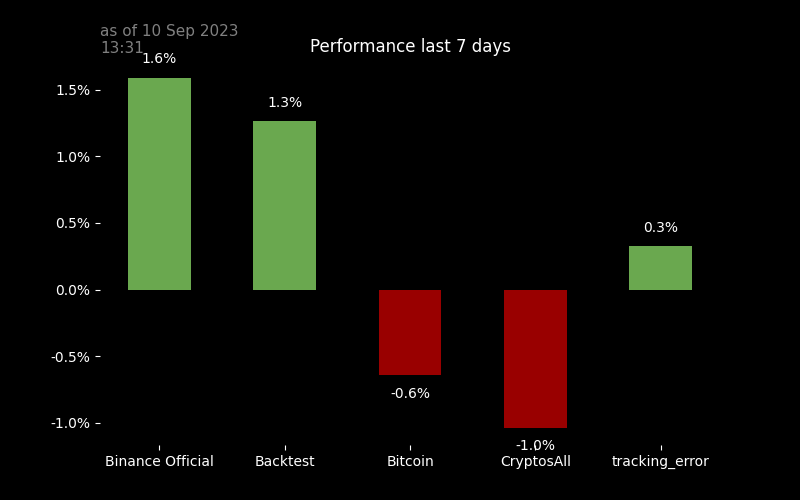 as of 10 Sep 2023
13:31
Performance last 7 days
1.6%
1.5%
1.3%
1.0%
0.5%
0.3%
0.0%
-0.5%
-0.6%
-1.0%
-1.0%
Binance Official
Backtest
Bitcoin
CryptosAll
tracking_error